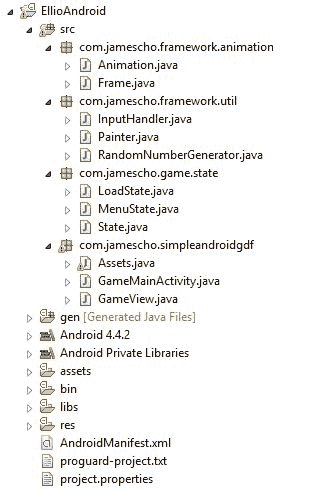 EllioAndroid
src
com.jamescho.framework.animation
Animation.java
Frame.java
com.jamescho.framework.util
InputHandler.java
Painter.java
RandomNumberGenerator.java
com.jamescho.game.state
LoadState.java
MenuState.java
State.java
com.jamescho.simpleandroidgdf
Assets.java
GameMainActivity.java
GameView.java
gen [Generated Java Files]
Android 4.4.2
Android Private Libraries
assets
bin
libs
res
AndroidManifest.xml
proguard-project.txt
project.properties